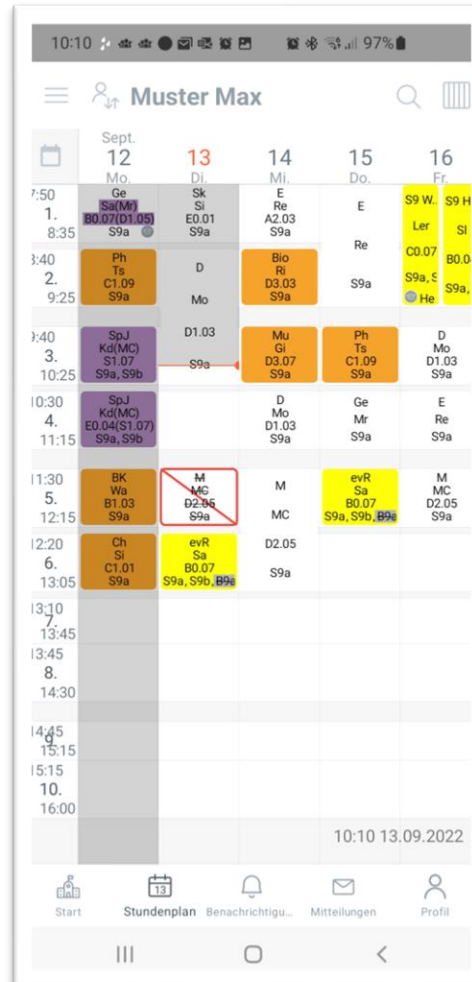 10:10 97%
Muster Max
Sept.
12 13 14 15 16
Mo. Di. Mi. Do. Fr.
7:50
1.
8:35
Ge
Sa(Mr)
B0.07(D1.05)
S9a
Sk
Si
E0.01
S9a
E
Re
A2.03
S9a
E
Re
S9a
S9 W..
Ler
C0.07
S9a, S
He
S9 H
SI
B0.0
S9a,
8:40
2.
9:25
Ph
Ts
C1.09
S9a
D
Mo
D1.03
S9a
Bio
Ri
D3.03
S9a
9:40
3.
10:25
SpJ
Kd(MC)
S1.07
S9a, S9b
Mu
Gi
D3.07
S9a
Ph
Ts
C1.09
S9a
D
Mo
D1.03
S9a
10:30
4.
11:15
SpJ
Kd(MC)
E0.04(S1.07)
S9a, S9b
D
Mo
D1.03
S9a
Ge
Mr
S9a
E
Re
S9a
11:30
5.
12:15
BK
Wa
B1.03
S9a
M
MC
D2.05
S9a
M
MC
D2.05
S9a
evR
Sa
B0.07
S9a, S9b, B9a
M
MC
D2.05
S9a
12:20
6.
13:05
Ch
Si
C1.01
S9a
evR
Sa
B0.07
S9a, S9b, B9a
13:10
7.
13:45
13:45
8.
14:30
14:45
9.
15:15
15:15
10.
16:00
10:10 13.09.2022
13
Start Stundenplan Benachrichtigu... Mitteilungen Profil